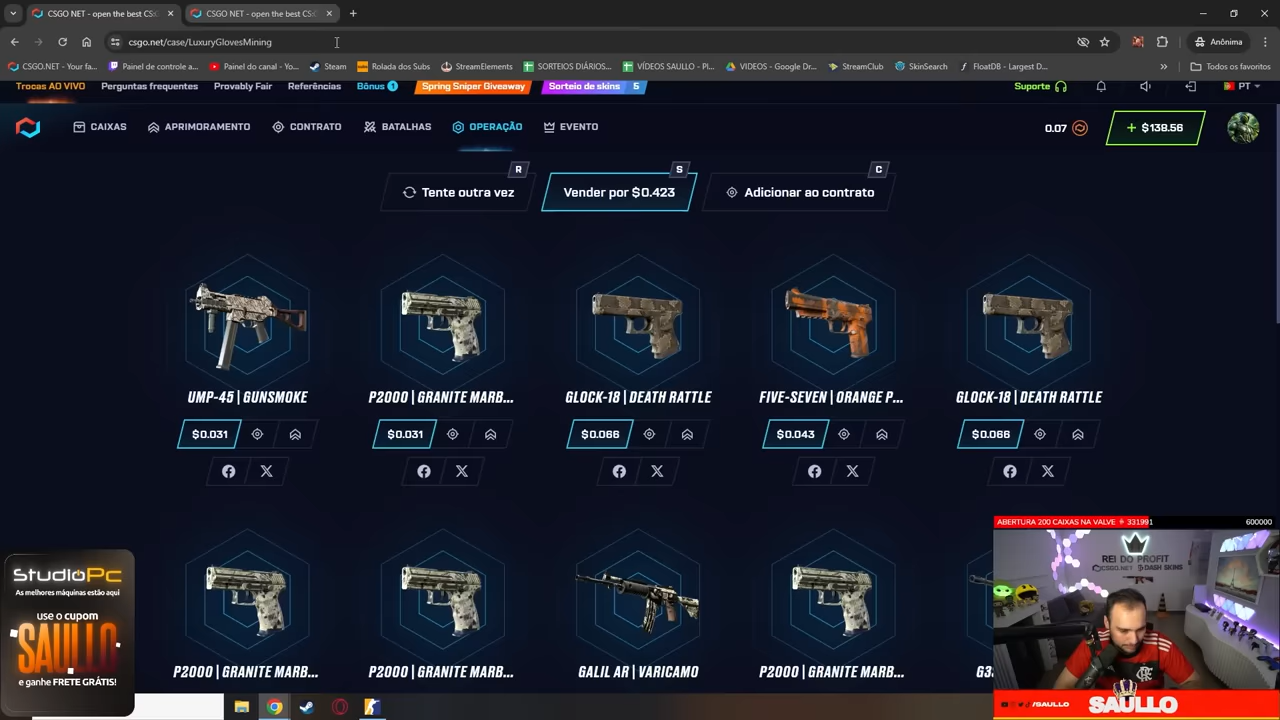 CSGO NET - open the best CS:G
CSGO NET - open the best CS:G
csgo.net/case/LuxuryGlovesMining
Anônima
CSGO.NET - Your fa...
Painel de controle a...
Painel do canal - Yo...
Steam
Rolada dos Subs
StreamElements
SORTEIOS DIÁRIOS...
VÍDEOS SAULLO - Pl...
VIDEOS - Google Dr...
StreamClub
SkinSearch
FloatDB - Largest D...
Todos os favoritos
Trocas AO VIVO
Perguntas frequentes
Provably Fair
Referências
Bônus 1
Spring Sniper Giveaway
Sorteio de skins 5
Suporte
PT
CAIXAS
APRIMORAMENTO
CONTRATO
BATALHAS
OPERAÇÃO
EVENTO
0.07
+ $138.56
R
S
C
Tente outra vez
Vender por $0.423
Adicionar ao contrato
UMP-45 | GUNSMOKE
P2000 | GRANITE MARB...
GLOCK-18 | DEATH RATTLE
FIVE-SEVEN | ORANGE P...
GLOCK-18 | DEATH RATTLE
$0.031
$0.031
$0.066
$0.043
$0.066
P2000 | GRANITE MARB...
P2000 | GRANITE MARB...
GALIL AR | VARICAMO
P2000 | GRANITE MARB...
STUDIOPC
As melhores máquinas estão aqui
use o cupom
SAULLO
e ganhe FRETE GRÁTIS!
ABERTURA 200 CAIXAS NA VALVE
331991
600000
REI DO PROFIT
CSGO.NET
DASH SKINS
/SAULLO
SAULLO